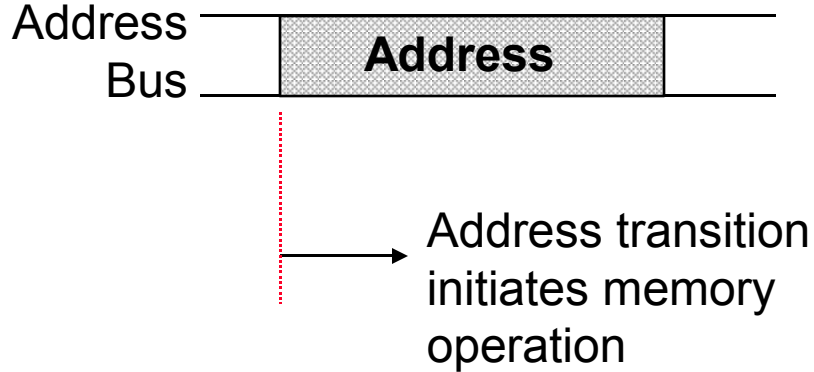 Address
Bus
Address
Address transition
initiates memory
operation